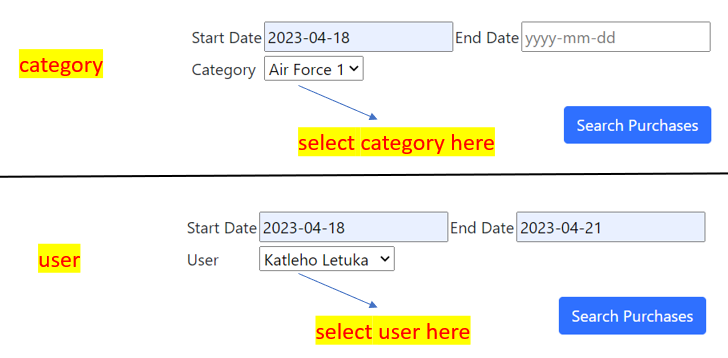 Start Date 2023-04-18 End Date yyyy-mm-dd
category
Category Air Force 1
Search Purchases
select category here
Start Date 2023-04-18 End Date 2023-04-21
user
User Katleho Letuka
Search Purchases
select user here